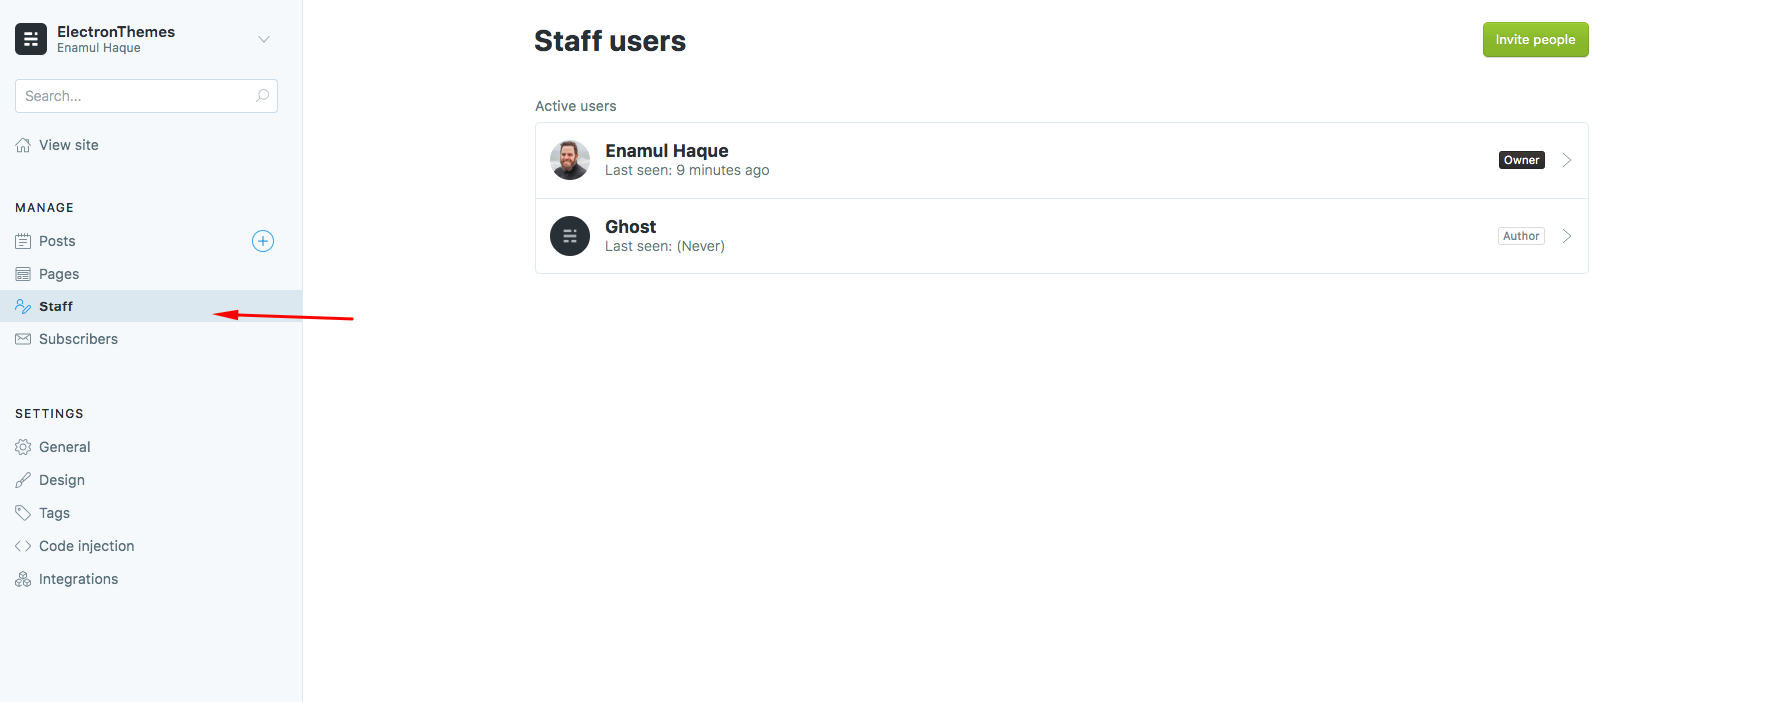 ElectronThemes
Enamul Haque
Search...
View site
MANAGE
Posts
Pages
Staff
Subscribers
SETTINGS
General
Design
Tags
Code injection
Integrations
Staff users
Invite people
Active users
Enamul Haque
Last seen: 9 minutes ago
Owner
Ghost
Last seen: (Never)
Author